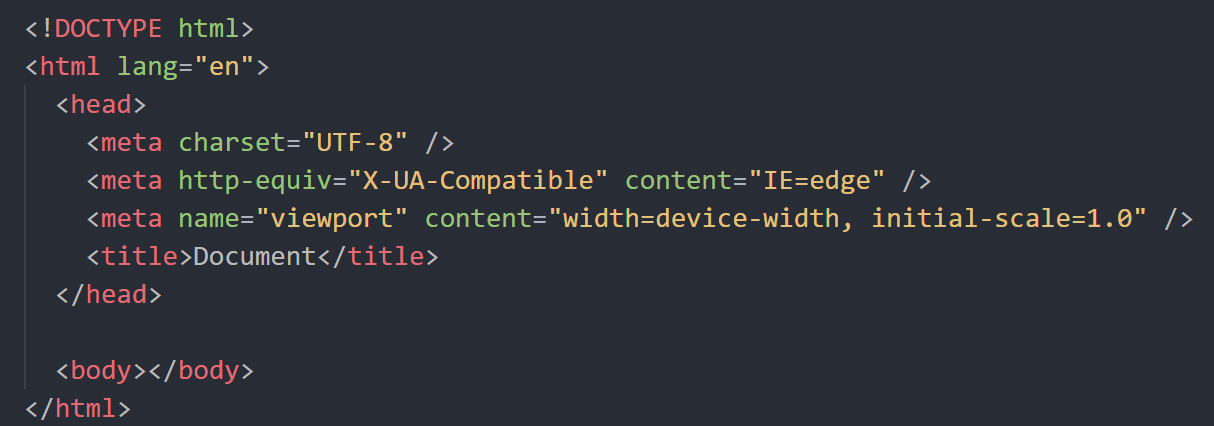 <!DOCTYPE html>
<html lang="en">
<head>
<meta charset="UTF-8" />
<meta http-equiv="X-UA-Compatible" content="IE=edge" />
<meta name="viewport" content="width=device-width, initial-scale=1.0" />
<title>Document</title>
</head>
<body></body>
</html>